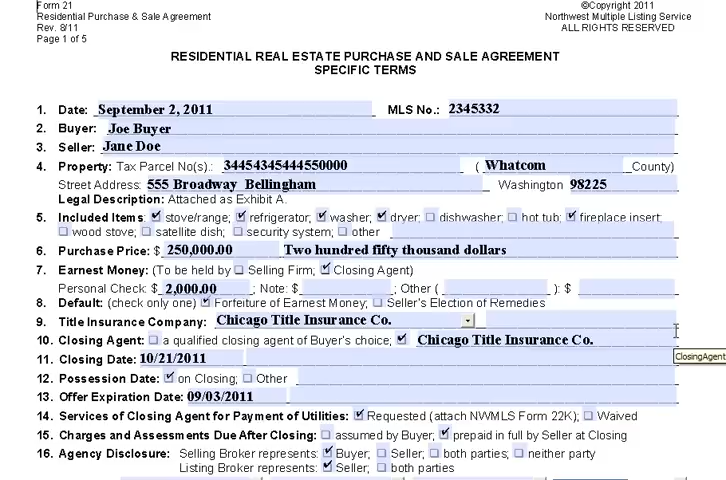 Form 21
Residential Purchase & Sale Agreement
Rev. 8/11
Page 1 of 5
©Copyright 2011
Northwest Multiple Listing Service
ALL RIGHTS RESERVED
RESIDENTIAL REAL ESTATE PURCHASE AND SALE AGREEMENT
SPECIFIC TERMS
1. Date: September 2, 2011 MLS No.: 2345332
2. Buyer: Joe Buyer
3. Seller: Jane Doe
4. Property: Tax Parcel No(s).: 34454345444550000 ( Whatcom County)
Street Address: 555 Broadway Bellingham Washington 98225
Legal Description: Attached as Exhibit A.
5. Included Items: ☑ stove/range; ☑ refrigerator; ☑ washer; ☑ dryer; ☐ dishwasher; ☐ hot tub; ☑ fireplace insert;
☐ wood stove; ☐ satellite dish; ☐ security system; ☐ other
6. Purchase Price: $ 250,000.00 Two hundred fifty thousand dollars
7. Earnest Money: (To be held by ☐ Selling Firm; ☑ Closing Agent)
Personal Check: $ 2,000.00 ; Note: $ ; Other ( ): $
8. Default: (check only one) ☑ Forfeiture of Earnest Money; ☐ Seller's Election of Remedies
9. Title Insurance Company: Chicago Title Insurance Co.
10. Closing Agent: ☐ a qualified closing agent of Buyer's choice; ☑ Chicago Title Insurance Co.
ClosingAgent
11. Closing Date: 10/21/2011
12. Possession Date: ☑ on Closing; ☐ Other
13. Offer Expiration Date: 09/03/2011
14. Services of Closing Agent for Payment of Utilities: ☑ Requested (attach NWMLS Form 22K); ☐ Waived
15. Charges and Assessments Due After Closing: ☐ assumed by Buyer; ☑ prepaid in full by Seller at Closing
16. Agency Disclosure: Selling Broker represents: ☑ Buyer; ☐ Seller; ☐ both parties; ☐ neither party
Listing Broker represents: ☑ Seller; ☐ both parties